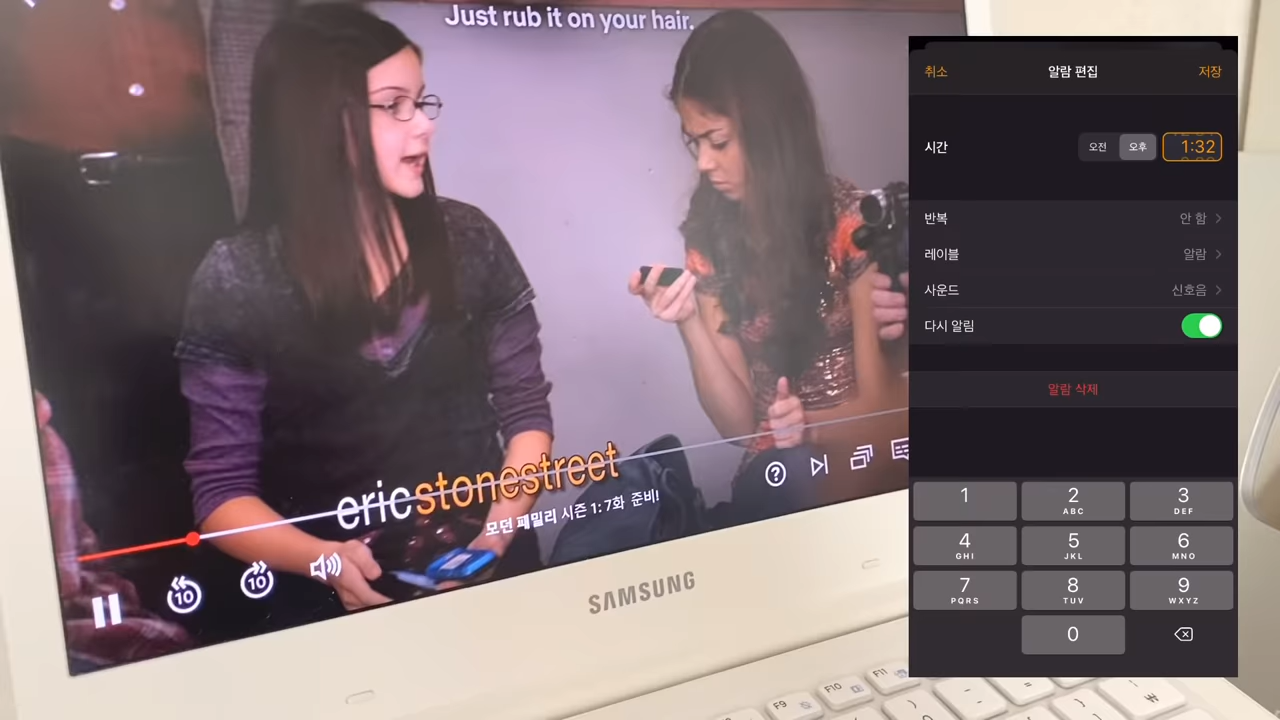 Just rub it on your hair.
ericstonestreet
모던 패밀리 시즌 1: 7화 준비!
10
10
SAMSUNG
F9
F10
F11
취소
알람 편집
저장
시간
오전
오후
1:32
반복
안 함
레이블
알람
사운드
신호음
다시 알림
알람 삭제
1
2
ABC
3
DEF
4
GHI
5
JKL
6
MNO
7
PQRS
8
TUV
9
WXYZ
0